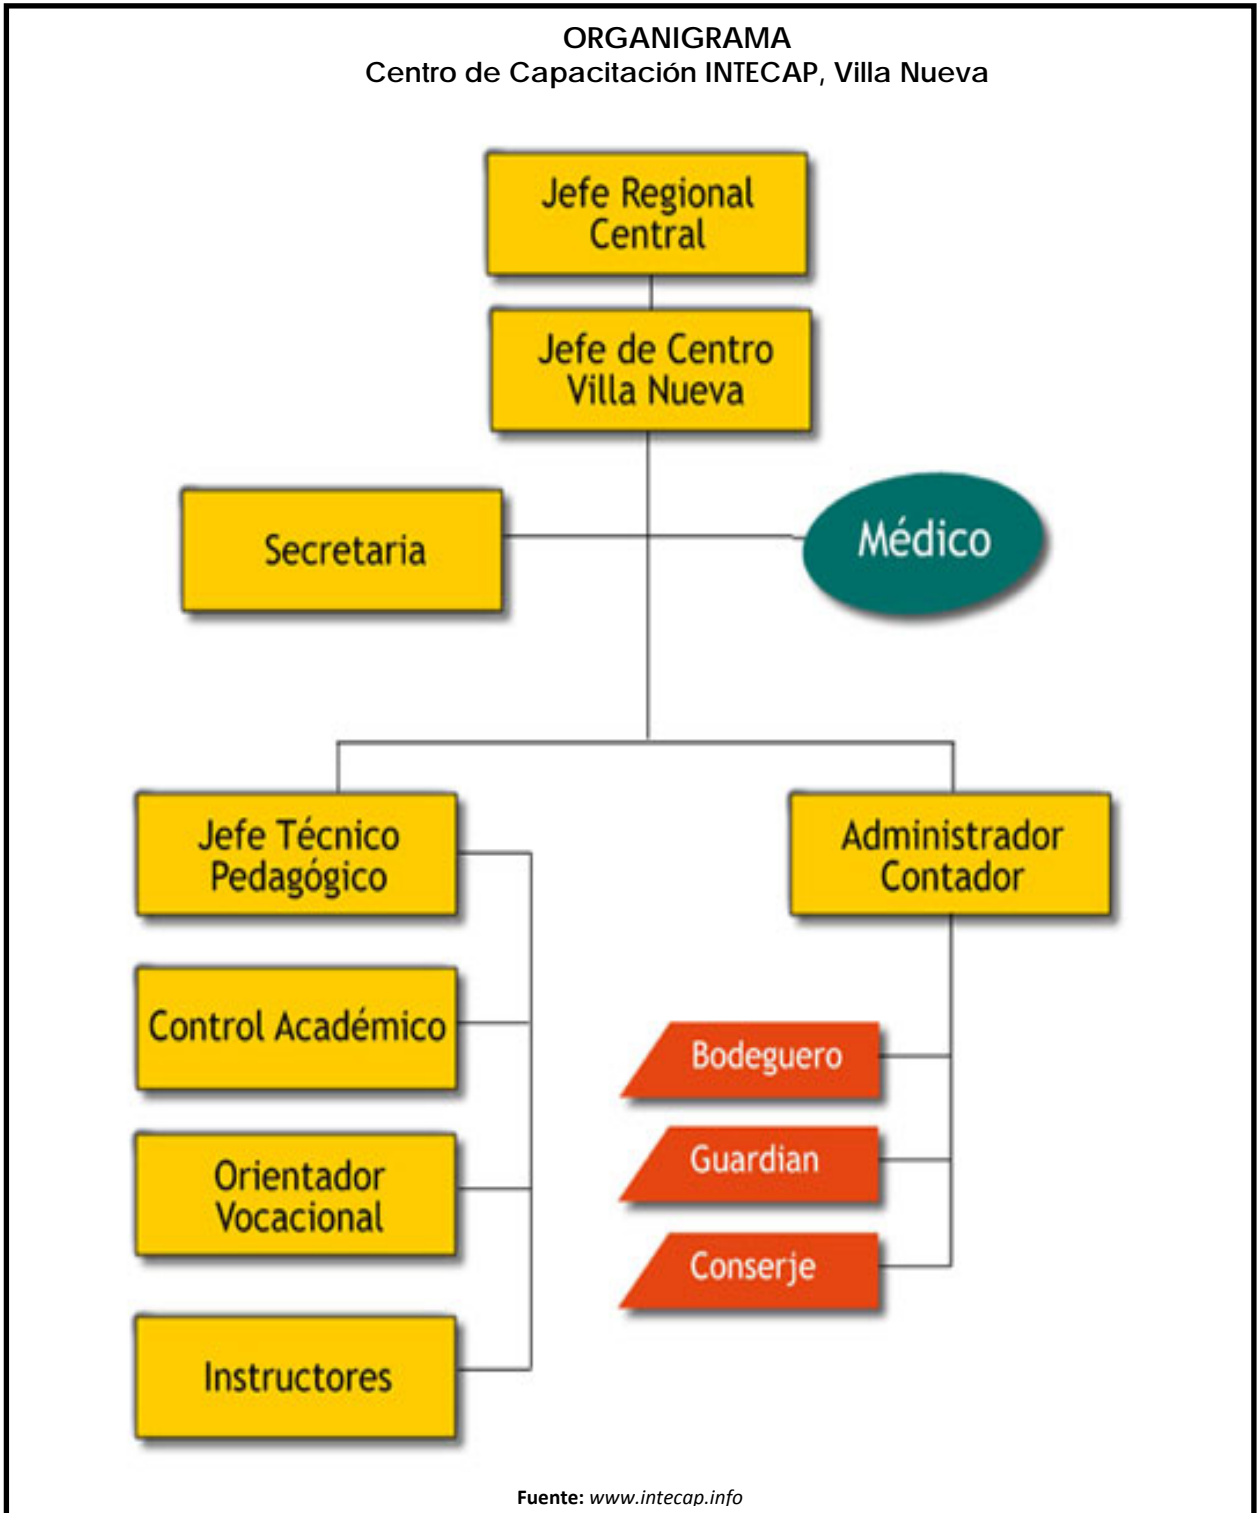 ORGANIGRAMA
Centro de Capacitación INTECAP, Villa Nueva
Jefe Regional
Central
Jefe de Centro
Villa Nueva
Secretaria
Médico
Jefe Técnico
Pedagógico
Administrador
Contador
Control Académico
Orientador
Vocacional
Instructores
Bodeguero
Guardian
Conserje
Fuente: www.intecap.info